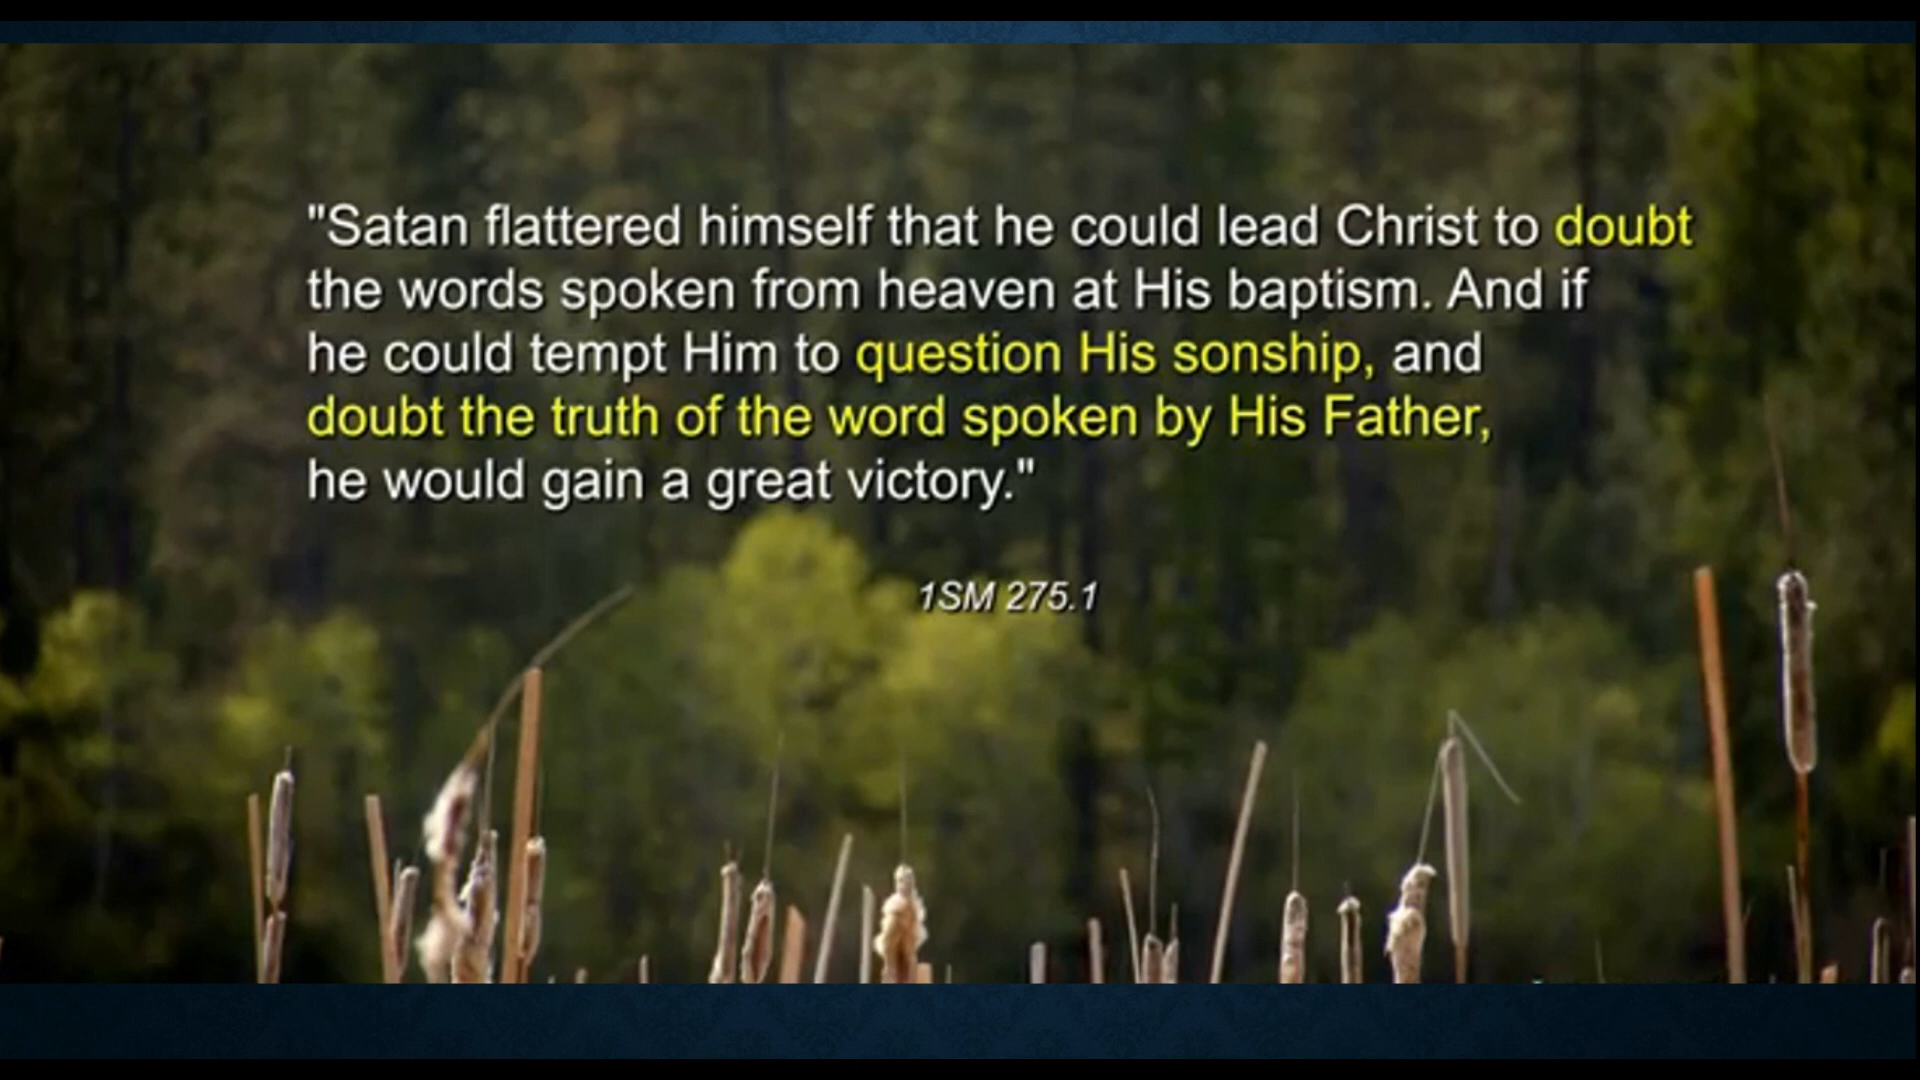 "Satan flattered himself that he could lead Christ to doubt
the words spoken from heaven at His baptism. And if
he could tempt Him to question His sonship, and
doubt the truth of the word spoken by His Father,
he would gain a great victory."
1SM 275.1